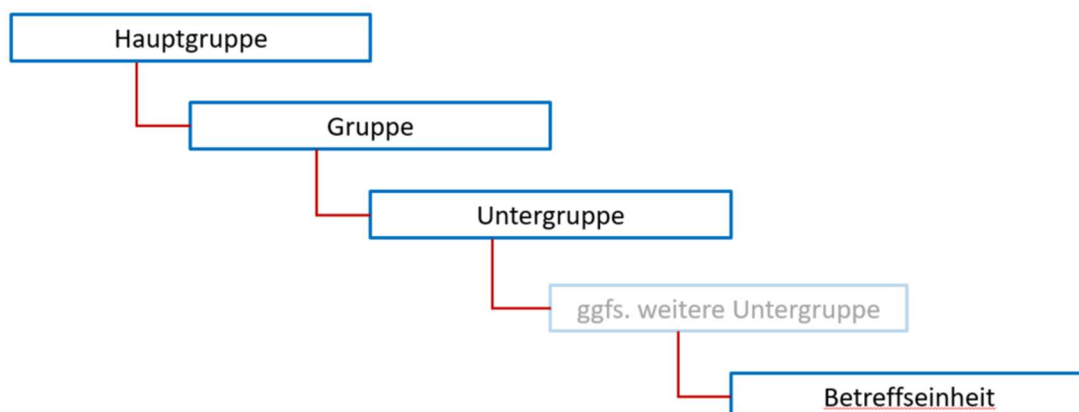 Hauptgruppe
Gruppe
Untergruppe
ggfs. weitere Untergruppe
Betreffseinheit